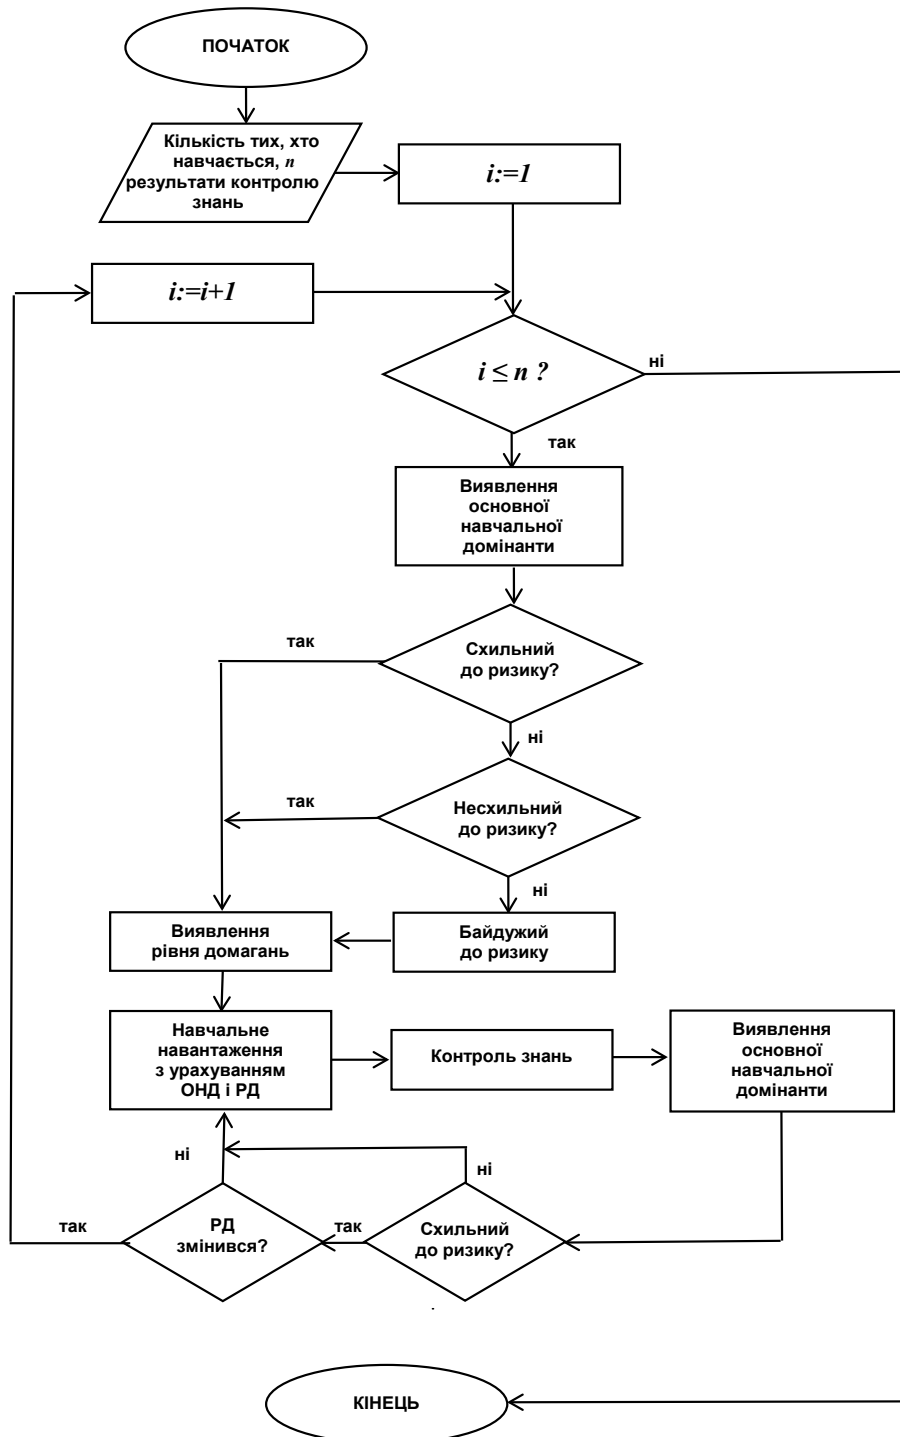 ПОЧАТОК
Кількість тих, хто
навчається, n
результати контролю
знань
i:=1
i:=i+1
i ≤ n ?
ні
так
Виявлення
основної
навчальної
домінанти
так
Схильний
до ризику?
ні
так
Несхильний
до ризику?
ні
Виявлення
рівня домагань
Байдужий
до ризику
Навчальне
навантаження
з урахуванням
ОНД і РД
Контроль знань
Виявлення
основної
навчальної
домінанти
ні
ні
так
РД
змінився?
так
Схильний
до ризику?
КІНЕЦЬ